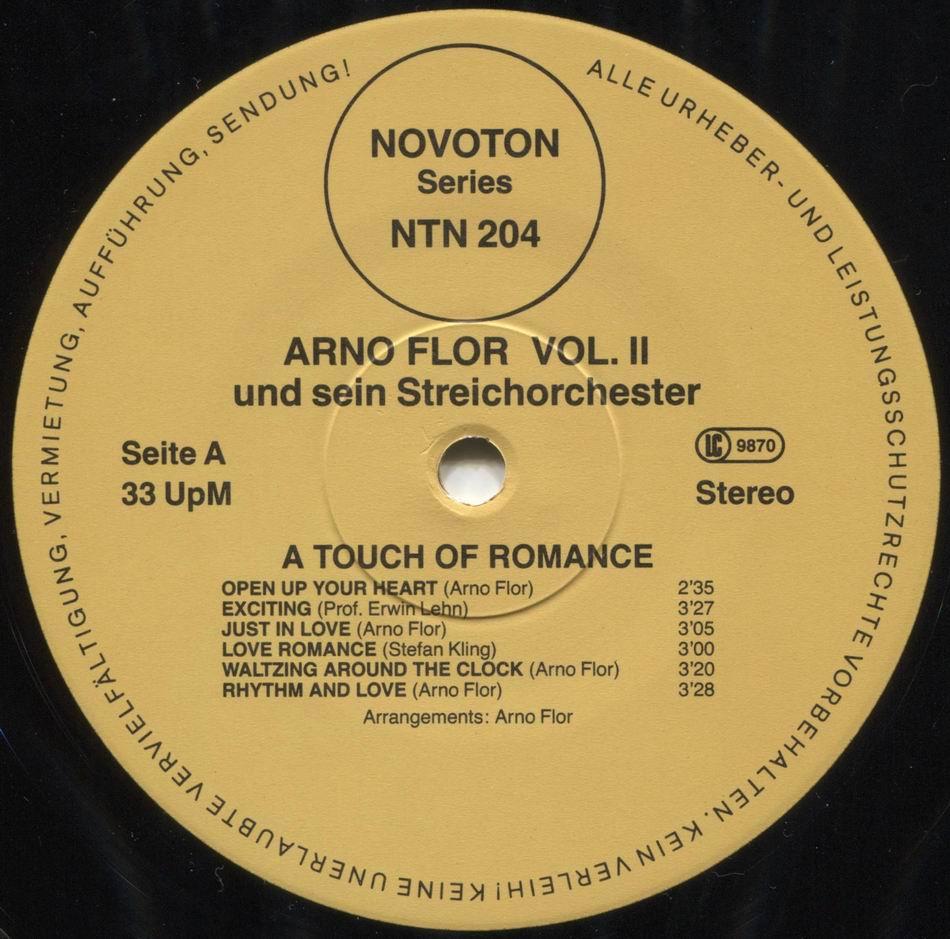 NOVOTON
Series
NTN 204
ARNO FLOR VOL. II
und sein Streichorchester
Seite A
33 UpM
LC 9870
Stereo
A TOUCH OF ROMANCE
OPEN UP YOUR HEART (Arno Flor) 2'35
EXCITING (Prof. Erwin Lehn) 3'27
JUST IN LOVE (Arno Flor) 3'05
LOVE ROMANCE (Stefan Kling) 3'00
WALTZING AROUND THE CLOCK (Arno Flor) 3'20
RHYTHM AND LOVE (Arno Flor) 3'28
Arrangements: Arno Flor
ALLE URHEBER- UND LEISTUNGSSCHUTZRECHTE VORBEHALTEN. KEIN VERLEIH! KEINE UNERLAUBTE VERVIELFÄLTIGUNG, VERMIETUNG, AUFFÜHRUNG, SENDUNG!